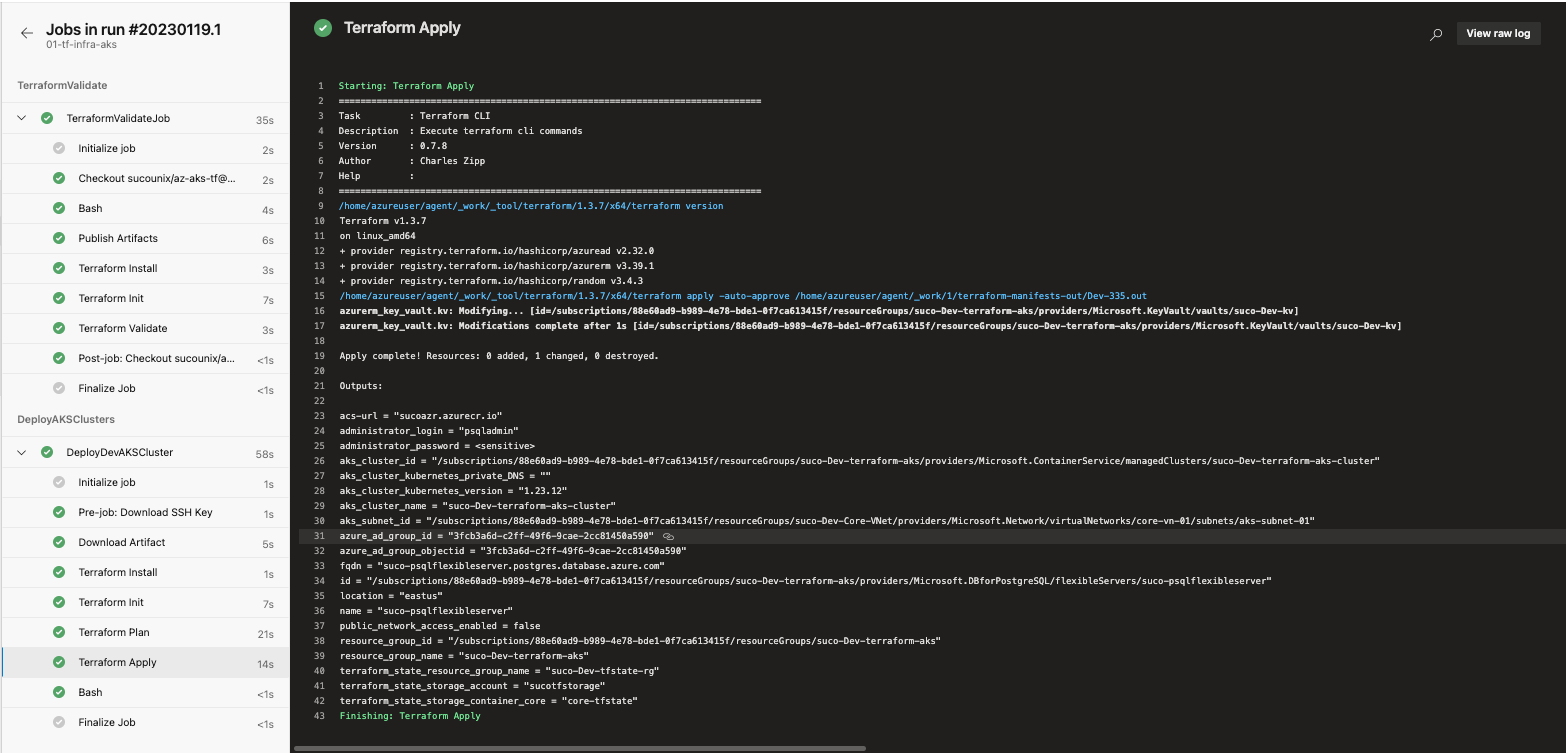 Jobs in run #20230119.1
01-tf-infra-aks
TerraformValidate
TerraformValidateJob 35s
Initialize job 2s
Checkout sucounix/az-aks-tf@... 2s
Bash 4s
Publish Artifacts 6s
Terraform Install 3s
Terraform Init 7s
Terraform Validate 3s
Post-job: Checkout sucounix/a... <1s
Finalize Job <1s
DeployAKSClusters
DeployDevAKSCluster 58s
Initialize job 1s
Pre-job: Download SSH Key 1s
Download Artifact 5s
Terraform Install 1s
Terraform Init 7s
Terraform Plan 21s
Terraform Apply 14s
Bash <1s
Finalize Job <1s
Terraform Apply
View raw log
1 Starting: Terraform Apply
2 ==============================================================================
3 Task : Terraform CLI
4 Description : Execute terraform cli commands
5 Version : 0.7.8
6 Author : Charles Zipp
7 Help :
8 ==============================================================================
9 /home/azureuser/agent/_work/_tool/terraform/1.3.7/x64/terraform version
10 Terraform v1.3.7
11 on linux_amd64
12 + provider registry.terraform.io/hashicorp/azuread v2.32.0
13 + provider registry.terraform.io/hashicorp/azurerm v3.39.1
14 + provider registry.terraform.io/hashicorp/random v3.4.3
15 /home/azureuser/agent/_work/_tool/terraform/1.3.7/x64/terraform apply -auto-approve /home/azureuser/agent/_work/1/terraform-manifests-out/Dev-335.out
16 azurerm_key_vault.kv: Modifying... [id=/subscriptions/88e60ad9-b989-4e78-bde1-0f7ca613415f/resourceGroups/suco-Dev-terraform-aks/providers/Microsoft.KeyVault/vaults/suco-Dev-kv]
17 azurerm_key_vault.kv: Modifications complete after 1s [id=/subscriptions/88e60ad9-b989-4e78-bde1-0f7ca613415f/resourceGroups/suco-Dev-terraform-aks/providers/Microsoft.KeyVault/vaults/suco-Dev-kv]
18
19 Apply complete! Resources: 0 added, 1 changed, 0 destroyed.
20
21 Outputs:
22
23 acs-url = "sucoazr.azurecr.io"
24 administrator_login = "psqladmin"
25 administrator_password = <sensitive>
26 aks_cluster_id = "/subscriptions/88e60ad9-b989-4e78-bde1-0f7ca613415f/resourceGroups/suco-Dev-terraform-aks/providers/Microsoft.ContainerService/managedClusters/suco-Dev-terraform-aks-cluster"
27 aks_cluster_kubernetes_private_DNS = ""
28 aks_cluster_kubernetes_version = "1.23.12"
29 aks_cluster_name = "suco-Dev-terraform-aks-cluster"
30 aks_subnet_id = "/subscriptions/88e60ad9-b989-4e78-bde1-0f7ca613415f/resourceGroups/suco-Dev-Core-VNet/providers/Microsoft.Network/virtualNetworks/core-vn-01/subnets/aks-subnet-01"
31 azure_ad_group_id = "3fcb3a6d-c2ff-49f6-9cae-2cc81450a590"
32 azure_ad_group_objectid = "3fcb3a6d-c2ff-49f6-9cae-2cc81450a590"
33 fqdn = "suco-psqlflexibleserver.postgres.database.azure.com"
34 id = "/subscriptions/88e60ad9-b989-4e78-bde1-0f7ca613415f/resourceGroups/suco-Dev-terraform-aks/providers/Microsoft.DBforPostgreSQL/flexibleServers/suco-psqlflexibleserver"
35 location = "eastus"
36 name = "suco-psqlflexibleserver"
37 public_network_access_enabled = false
38 resource_group_id = "/subscriptions/88e60ad9-b989-4e78-bde1-0f7ca613415f/resourceGroups/suco-Dev-terraform-aks"
39 resource_group_name = "suco-Dev-terraform-aks"
40 terraform_state_resource_group_name = "suco-Dev-tfstate-rg"
41 terraform_state_storage_account = "sucotfstorage"
42 terraform_state_storage_container_core = "core-tfstate"
43 Finishing: Terraform Apply